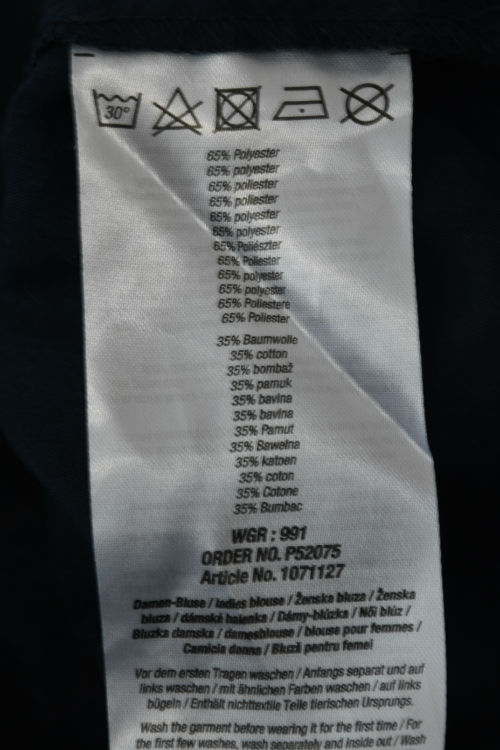 30°
65% Polyester
65% polyester
65% poliester
65% poliester
65% polyester
65% polyester
65% Poliészter
65% Poliester
65% polyester
65% polyester
65% Poliestere
65% Poliester
35% Baumwolle
35% cotton
35% bombaž
35% pamuk
35% bavlna
35% bavlna
35% Pamut
35% Bawełna
35% katoen
35% coton
35% Cotone
35% Bumbac
WGR : 991
ORDER NO. P52075
Article No. 1071127
Damen-Bluse / ladies blouse / Ženska bluza / Ženska
bluza / dámská halenka / Dámy-blúzka / Női blúz /
Bluzka damska / damesblouse / blouse pour femmes /
Camicia donna / Bluză pentru femei
Vor dem ersten Tragen waschen / Anfangs separat und auf
links waschen / mit ähnlichen Farben waschen / auf links
bügeln / Enthält nichttextile Teile tierischen Ursprungs.
Wash the garment before wearing it for the first time / For
the first few washes, wash separately and inside out / Wash